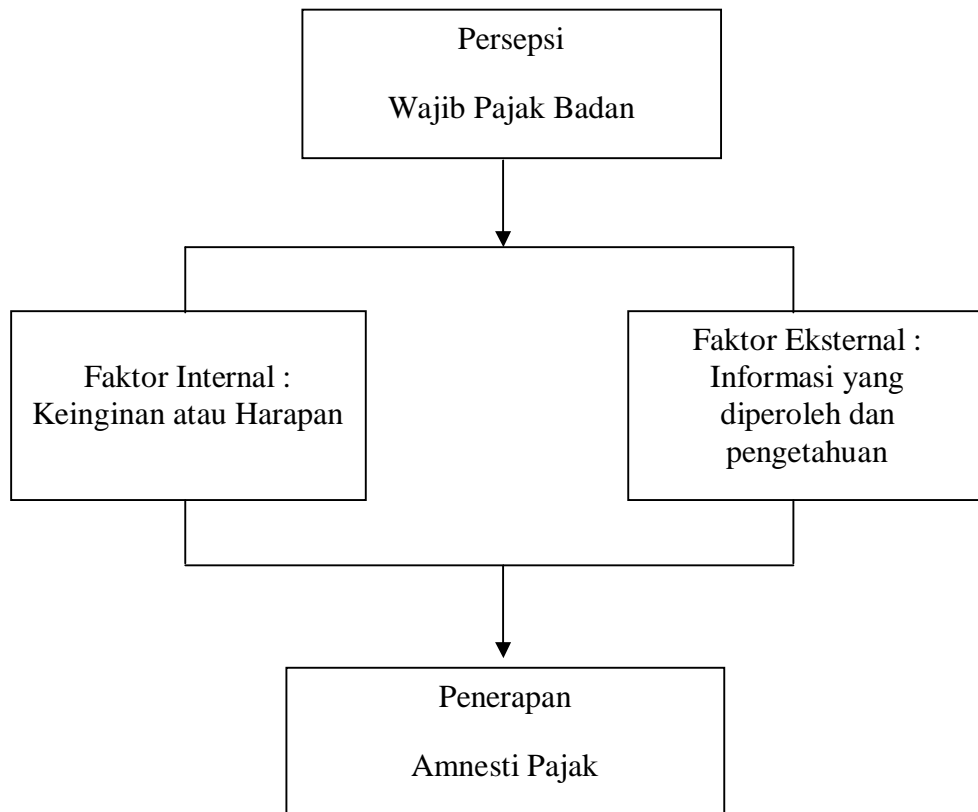 Persepsi
Wajib Pajak Badan
Faktor Internal :
Keinginan atau Harapan
Faktor Eksternal :
Informasi yang
diperoleh dan
pengetahuan
Penerapan
Amnesti Pajak